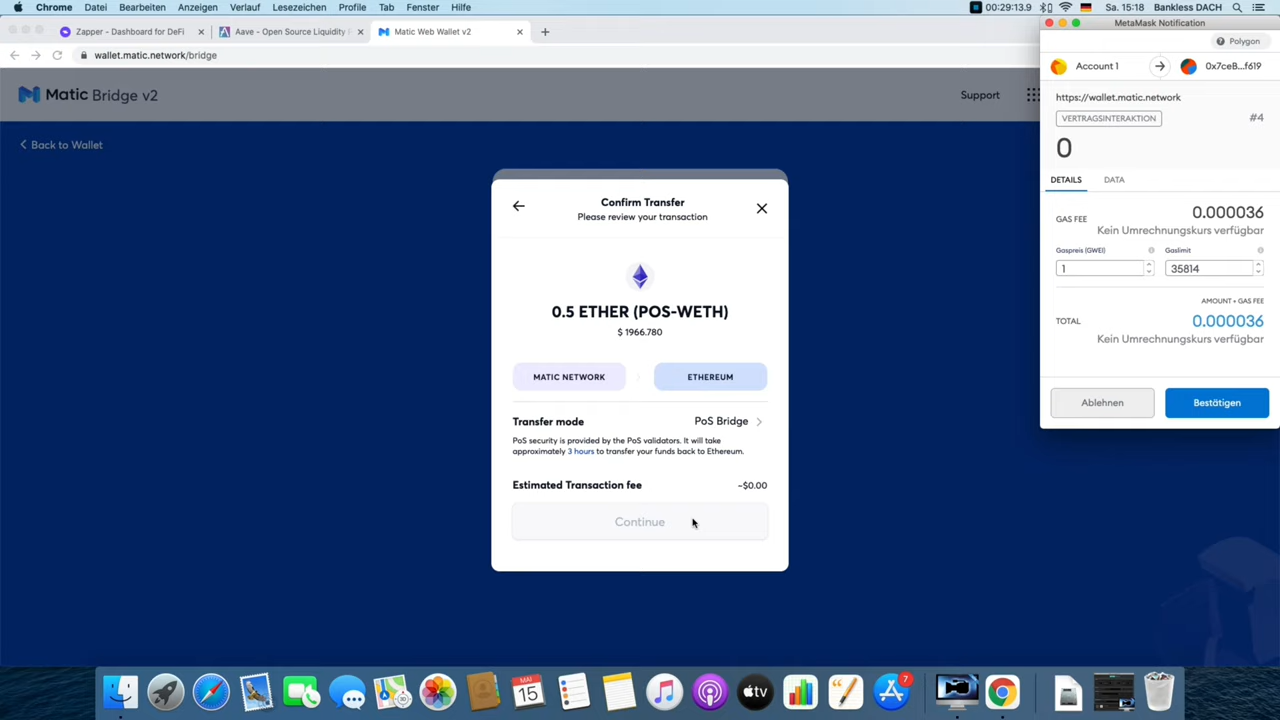 Chrome Datei Bearbeiten Anzeigen Verlauf Lesezeichen Profile Tab Fenster Hilfe 00:29:13.9 Sa. 15:18 Bankless DACH
Zapper - Dashboard for DeFi
Aave - Open Source Liquidity
Matic Web Wallet v2
wallet.matic.network/bridge
Matic Bridge v2
Support
Back to Wallet
Confirm Transfer
Please review your transaction
0.5 ETHER (POS-WETH)
$ 1966.780
MATIC NETWORK
ETHEREUM
Transfer mode
PoS Bridge
PoS security is provided by the PoS validators. It will take
approximately 3 hours to transfer your funds back to Ethereum.
Estimated Transaction fee
~$0.00
Continue
MetaMask Notification
Polygon
Account 1
0x7ceB...f619
https://wallet.matic.network
VERTRAGSINTERAKTION
#4
0
DETAILS
DATA
GAS FEE
0.000036
Kein Umrechnungskurs verfügbar
Gaspreis (GWEI)
Gaslimit
1
35814
AMOUNT + GAS FEE
TOTAL
0.000036
Kein Umrechnungskurs verfügbar
Ablehnen
Bestätigen
MAI
15
tv
7